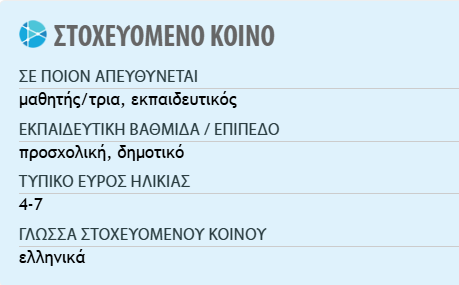 ΣΤΟΧΕΥΟΜΕΝΟ ΚΟΙΝΟ
ΣΕ ΠΟΙΟΝ ΑΠΕΥΘΥΝΕΤΑΙ
μαθητής/τρια, εκπαιδευτικός
ΕΚΠΑΙΔΕΥΤΙΚΗ ΒΑΘΜΙΔΑ / ΕΠΙΠΕΔΟ
προσχολική, δημοτικό
ΤΥΠΙΚΟ ΕΥΡΟΣ ΗΛΙΚΙΑΣ
4-7
ΓΛΩΣΣΑ ΣΤΟΧΕΥΟΜΕΝΟΥ ΚΟΙΝΟΥ
ελληνικά